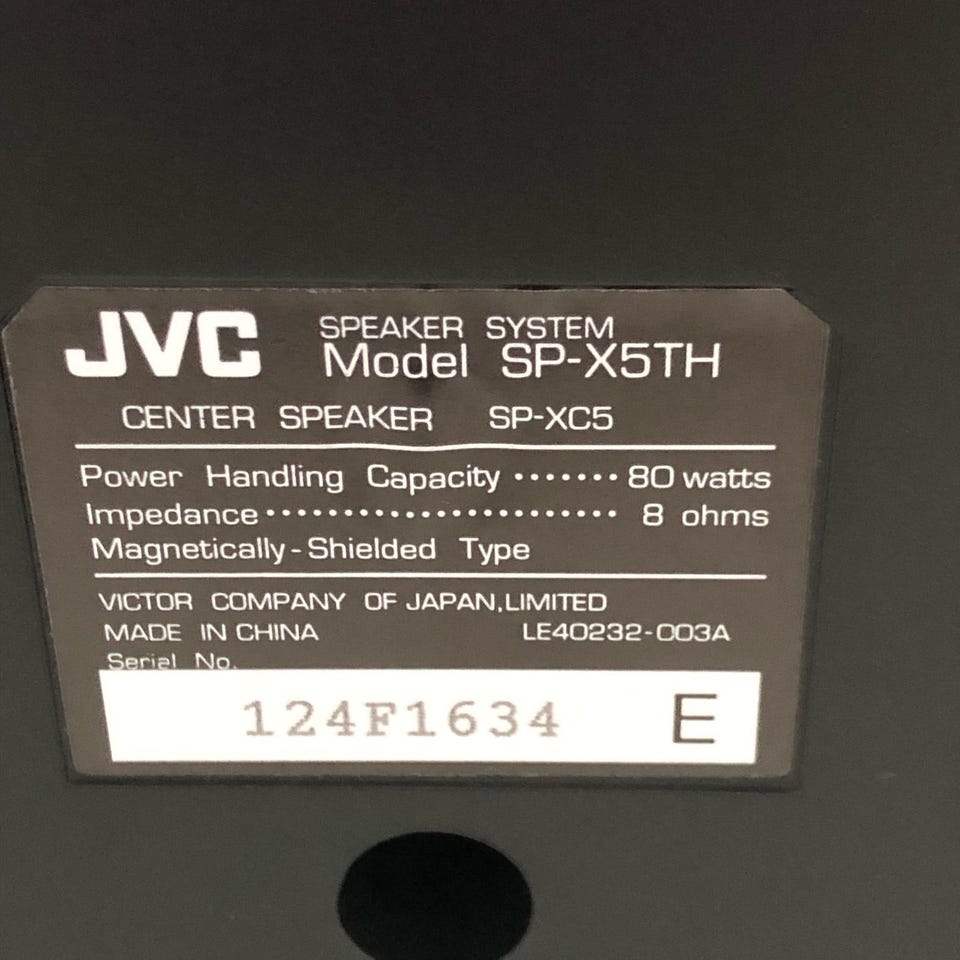 JVC SPEAKER SYSTEM
Model SP-X5TH
CENTER SPEAKER SP-XC5
Power Handling Capacity ······· 80 watts
Impedance ························ 8 ohms
Magnetically-Shielded Type
VICTOR COMPANY OF JAPAN,LIMITED
MADE IN CHINA LE40232-003A
Serial No.
124F1634 E